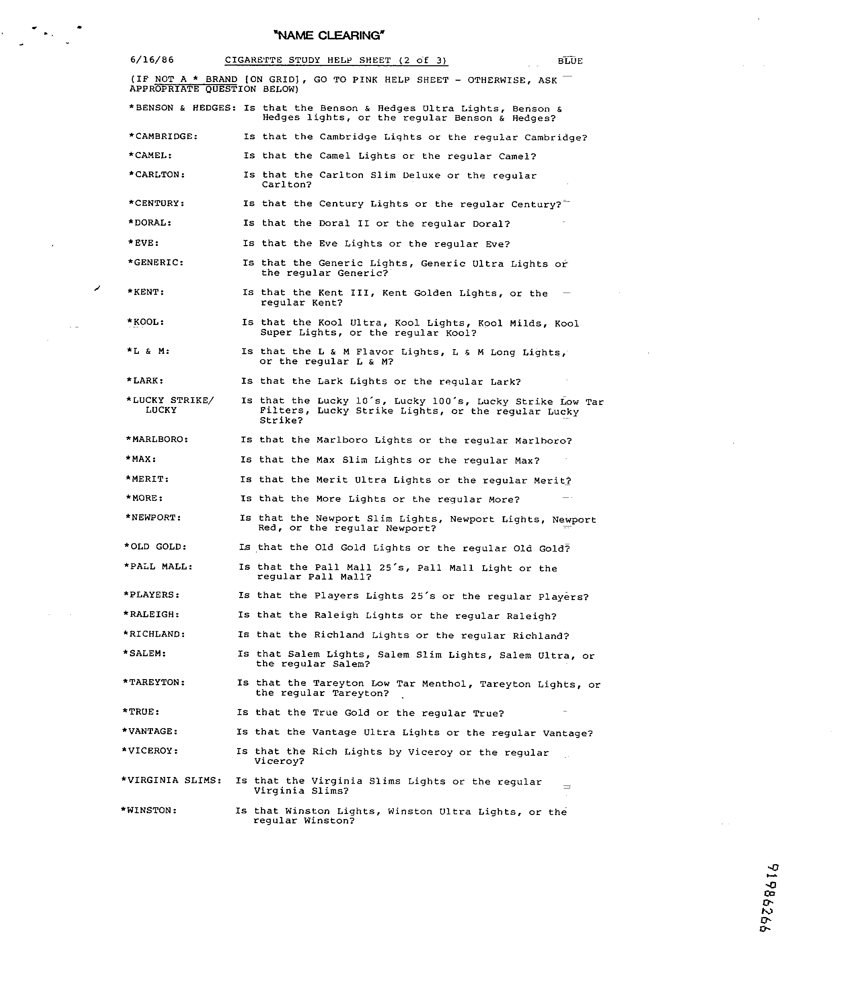 "NAME CLEARING"
6/16/86 CIGARETTE STUDY HELP SHEET (2 of 3) BLUE
(IF NOT A * BRAND [ON GRID], GO TO PINK HELP SHEET - OTHERWISE, ASK
APPROPRIATE QUESTION BELOW)
*BENSON & HEDGES: Is that the Benson & Hedges Ultra Lights, Benson &
Hedges lights, or the regular Benson & Hedges?
*CAMBRIDGE: Is that the Cambridge Lights or the regular Cambridge?
*CAMEL: Is that the Camel Lights or the regular Camel?
*CARLTON: Is that the Carlton Slim Deluxe or the regular
Carlton?
*CENTURY: Is that the Century Lights or the regular Century?
*DORAL: Is that the Doral II or the regular Doral?
*EVE: Is that the Eve Lights or the regular Eve?
*GENERIC: Is that the Generic Lights, Generic Ultra Lights or
the regular Generic?
*KENT: Is that the Kent III, Kent Golden Lights, or the
regular Kent?
*KOOL: Is that the Kool Ultra, Kool Lights, Kool Milds, Kool
Super Lights, or the regular Kool?
*L & M: Is that the L & M Flavor Lights, L & M Long Lights,
or the regular L & M?
*LARK: Is that the Lark Lights or the regular Lark?
*LUCKY STRIKE/ Is that the Lucky 10's, Lucky 100's, Lucky Strike Low Tar
LUCKY Filters, Lucky Strike Lights, or the regular Lucky
Strike?
*MARLBORO: Is that the Marlboro Lights or the regular Marlboro?
*MAX: Is that the Max Slim Lights or the regular Max?
*MERIT: Is that the Merit Ultra Lights or the regular Merit?
*MORE: Is that the More Lights or the regular More?
*NEWPORT: Is that the Newport Slim Lights, Newport Lights, Newport
Red, or the regular Newport?
*OLD GOLD: Is that the Old Gold Lights or the regular Old Gold?
*PALL MALL: Is that the Pall Mall 25's, Pall Mall Light or the
regular Pall Mall?
*PLAYERS: Is that the Players Lights 25's or the regular Players?
*RALEIGH: Is that the Raleigh Lights or the regular Raleigh?
*RICHLAND: Is that the Richland Lights or the regular Richland?
*SALEM: Is that Salem Lights, Salem Slim Lights, Salem Ultra, or
the regular Salem?
*TAREYTON: Is that the Tareyton Low Tar Menthol, Tareyton Lights, or
the regular Tareyton?
*TRUE: Is that the True Gold or the regular True?
*VANTAGE: Is that the Vantage Ultra Lights or the regular Vantage?
*VICEROY: Is that the Rich Lights by Viceroy or the regular
Viceroy?
*VIRGINIA SLIMS: Is that the Virginia Slims Lights or the regular
Virginia Slims?
*WINSTON: Is that Winston Lights, Winston Ultra Lights, or the
regular Winston?
91986266